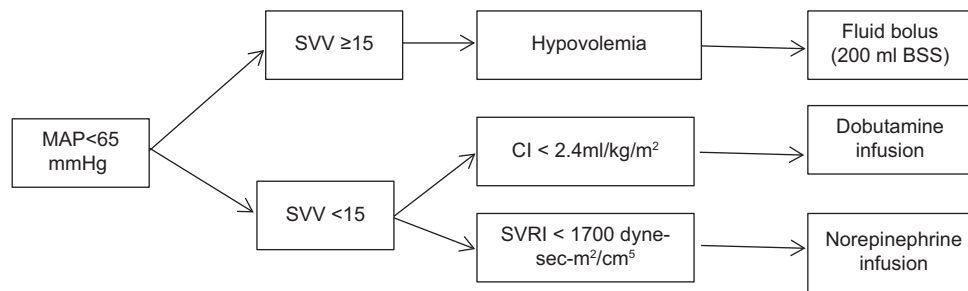 MAP<65
mmHg
SVV ≥15
Hypovolemia
Fluid bolus
(200 ml BSS)
SVV <15
CI < 2.4ml/kg/m²
Dobutamine
infusion
SVRI < 1700 dyne-
sec-m²/cm⁵
Norepinephrine
infusion